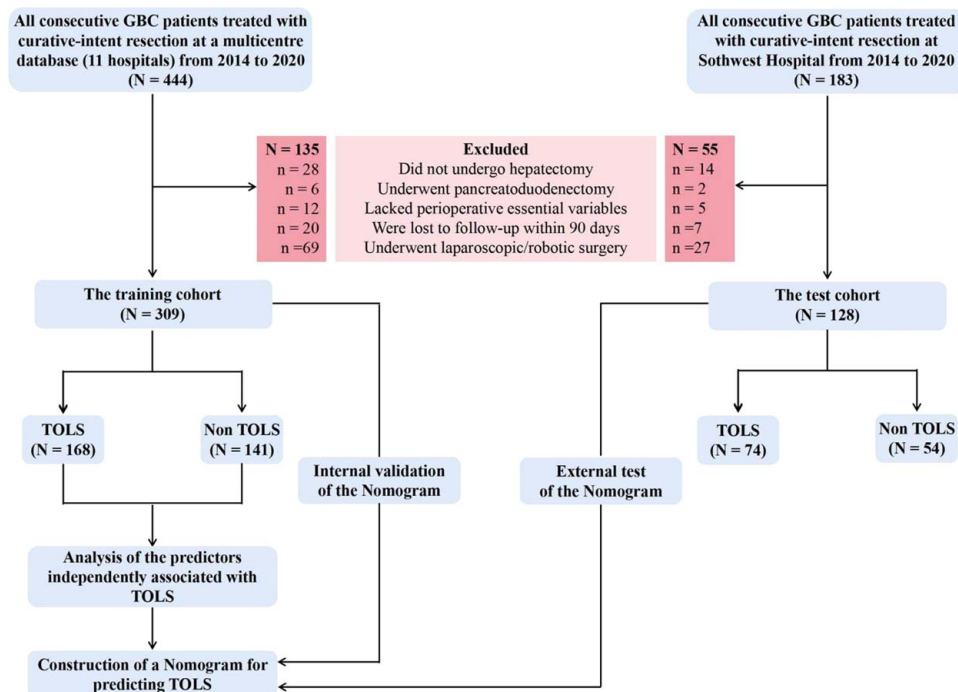 All consecutive GBC patients treated with
curative-intent resection at a multicentre
database (11 hospitals) from 2014 to 2020
(N = 444)
All consecutive GBC patients treated
with curative-intent resection at
Sothwest Hospital from 2014 to 2020
(N = 183)
N = 135 Excluded N = 55
n = 28 Did not undergo hepatectomy n = 14
n = 6 Underwent pancreatoduodenectomy n = 2
n = 12 Lacked perioperative essential variables n = 5
n = 20 Were lost to follow-up within 90 days n =7
n =69 Underwent laparoscopic/robotic surgery n =27
The training cohort
(N = 309)
The test cohort
(N = 128)
TOLS
(N = 168)
Non TOLS
(N = 141)
TOLS
(N = 74)
Non TOLS
(N = 54)
Internal validation
of the Nomogram
External test
of the Nomogram
Analysis of the predictors
independently associated with
TOLS
Construction of a Nomogram for
predicting TOLS